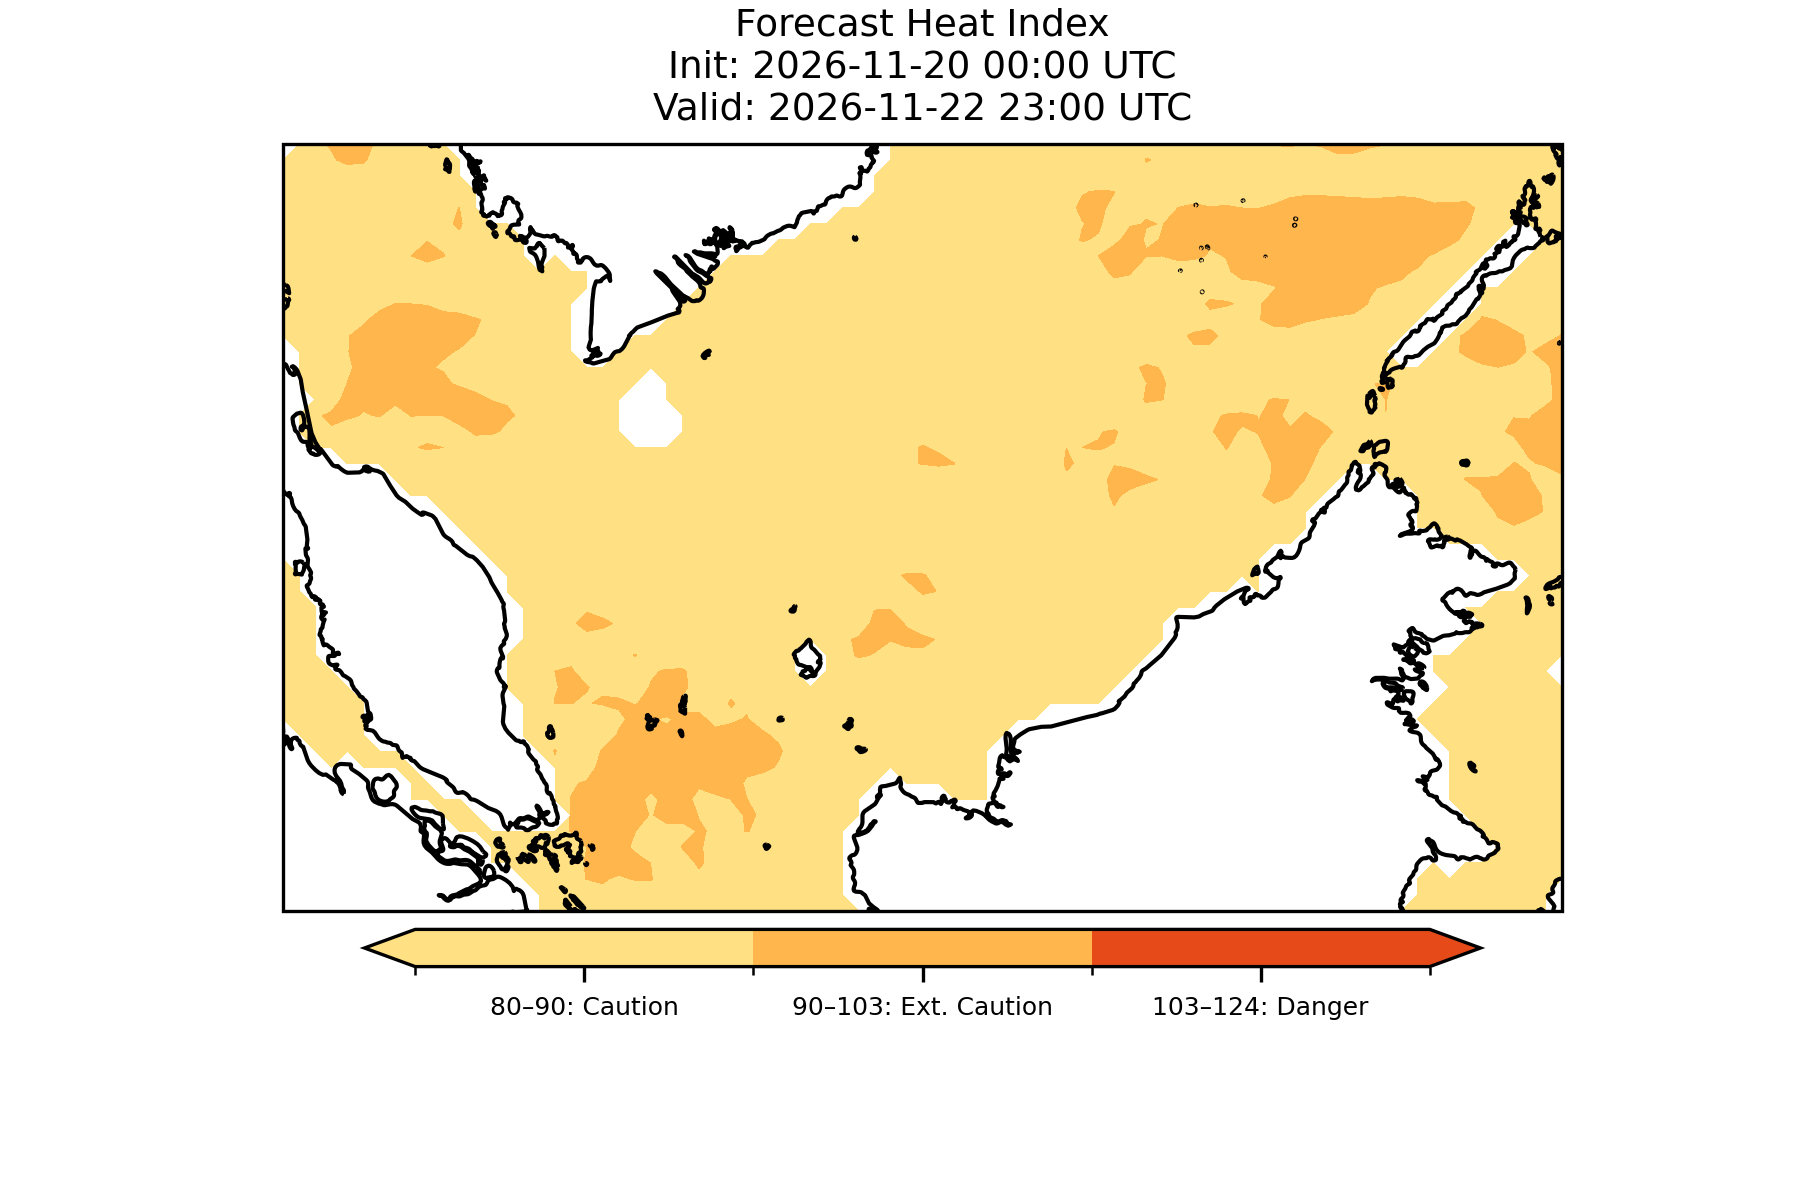 Forecast Heat Index
Init: 2026-11-20 00:00 UTC
Valid: 2026-11-22 23:00 UTC
80–90: Caution
90–103: Ext. Caution
103–124: Danger